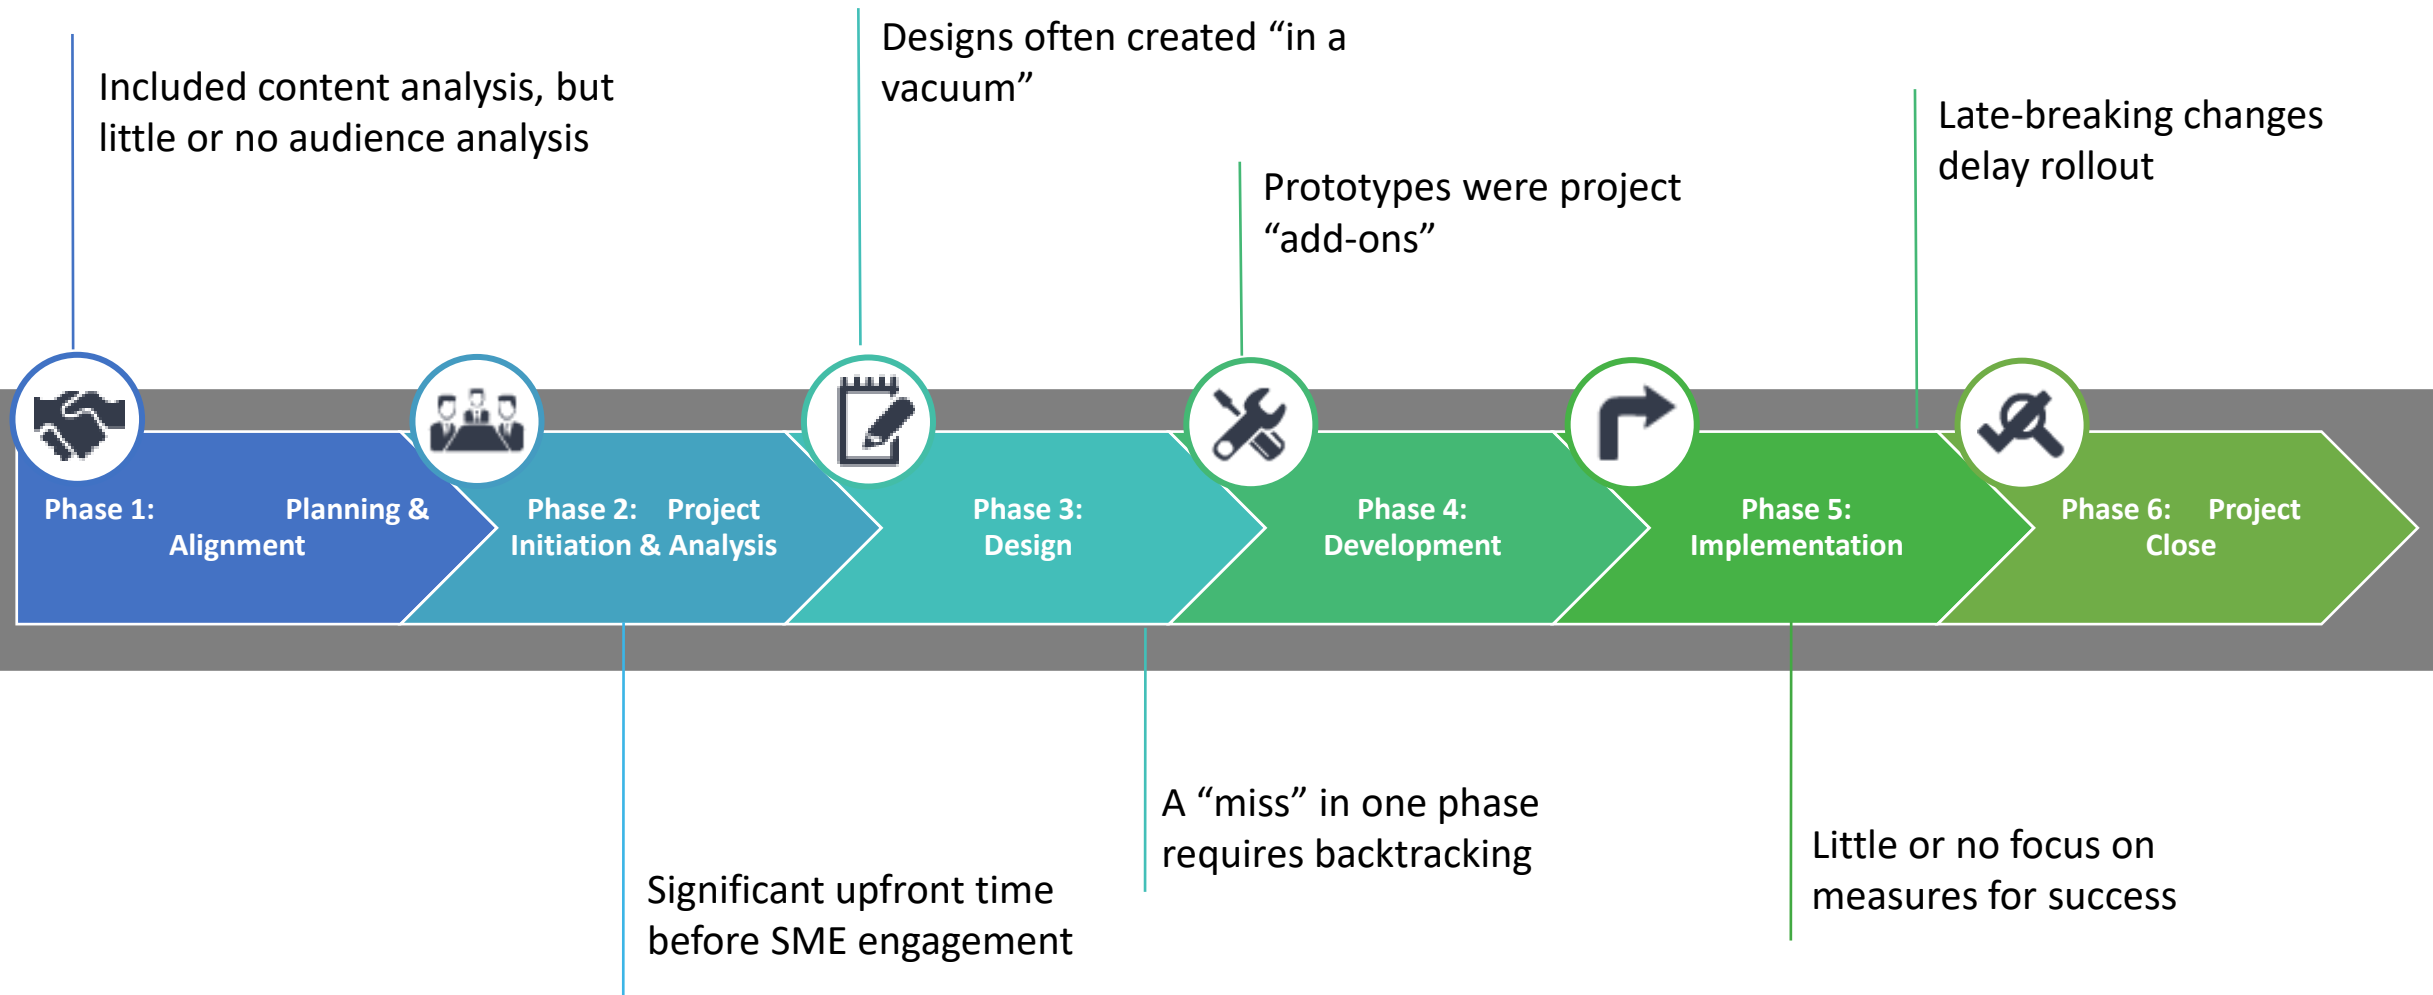 Included content analysis, but
little or no audience analysis
Designs often created “in a
vacuum”
Prototypes were project
“add-ons”
Late-breaking changes
delay rollout
Phase 1: Planning &
Alignment
Phase 2: Project
Initiation & Analysis
Phase 3:
Design
Phase 4:
Development
Phase 5:
Implementation
Phase 6: Project
Close
Significant upfront time
before SME engagement
A “miss” in one phase
requires backtracking
Little or no focus on
measures for success